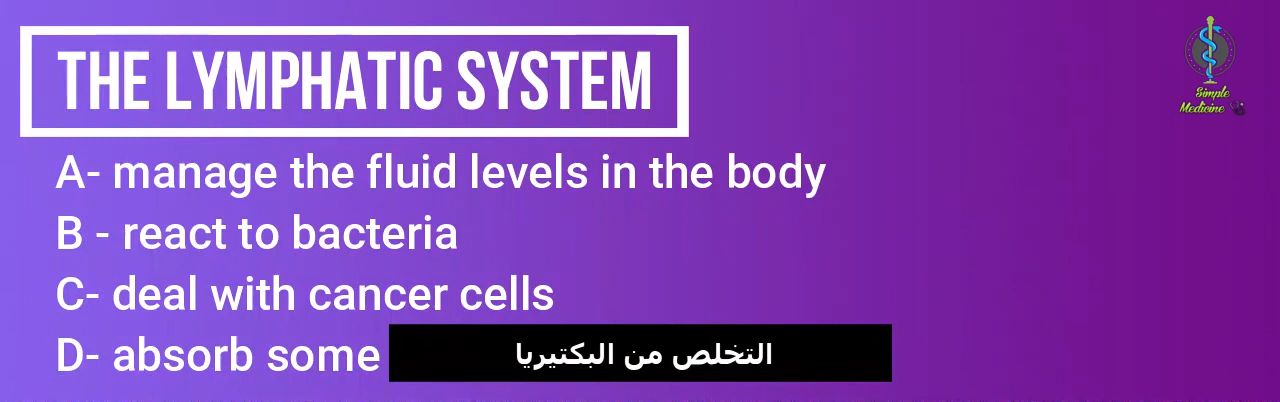 THE LYMPHATIC SYSTEM
Simple
Medicine
A- manage the fluid levels in the body
B - react to bacteria
C- deal with cancer cells
D- absorb some
التخلص من البكتيريا